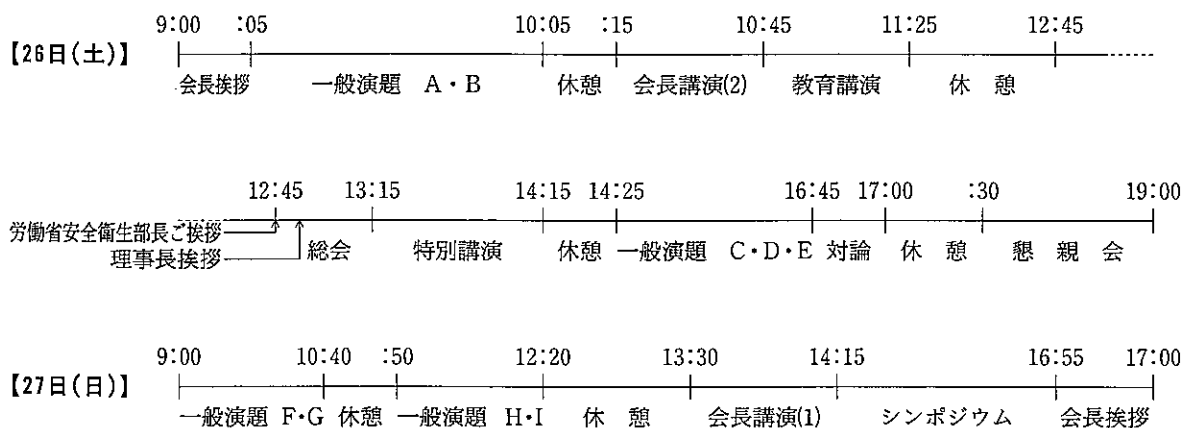 9:00 :05 10:05 :15 10:45 11:25 12:45
【26日(土)】
会長挨拶 一般演題 A・B 休憩 会長講演(2) 教育講演 休 憩
12:45 13:15 14:15 14:25 16:45 17:00 :30 19:00
労働省安全衛生部長ご挨拶
理事長挨拶 総会 特別講演 休憩 一般演題 C・D・E 対論 休 憩 懇 親 会
9:00 10:40 :50 12:20 13:30 14:15 16:55 17:00
【27日(日)】
一般演題 F・G 休憩 一般演題 H・I 休 憩 会長講演(1) シンポジウム 会長挨拶